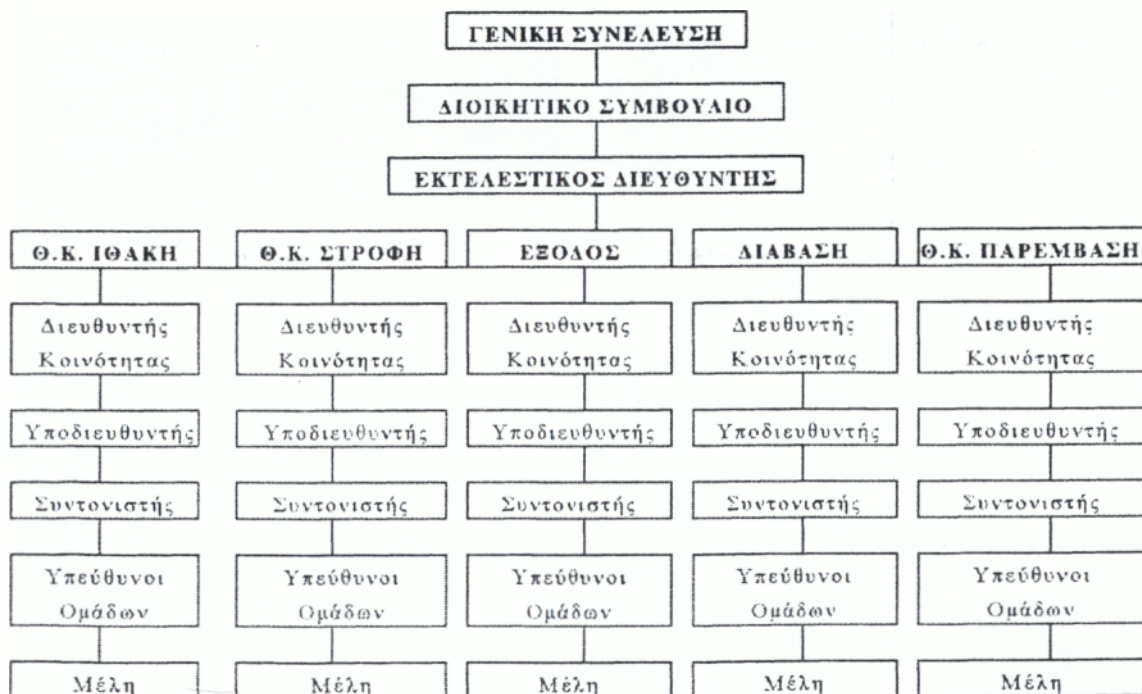 ΓΕΝΙΚΗ ΣΥΝΕΛΕΥΣΗ
ΔΙΟΙΚΗΤΙΚΟ ΣΥΜΒΟΥΛΙΟ
ΕΚΤΕΛΕΣΤΙΚΟΣ ΔΙΕΥΘΥΝΤΗΣ
Θ.Κ. ΙΘΑΚΗ Θ.Κ. ΣΤΡΟΦΗ ΕΞΟΔΟΣ ΔΙΑΒΑΣΗ Θ.Κ. ΠΑΡΕΜΒΑΣΗ
Διευθυντής Διευθυντής Διευθυντής Διευθυντής Διευθυντής
Κοινότητας Κοινότητας Κοινότητας Κοινότητας Κοινότητας
Υποδιευθυντής Υποδιευθυντής Υποδιευθυντής Υποδιευθυντής Υποδιευθυντής
Συντονιστής Συντονιστής Συντονιστής Συντονιστής Συντονιστής
Υπεύθυνοι Υπεύθυνοι Υπεύθυνοι Υπεύθυνοι Υπεύθυνοι
Ομάδων Ομάδων Ομάδων Ομάδων Ομάδων
Μέλη Μέλη Μέλη Μέλη Μέλη